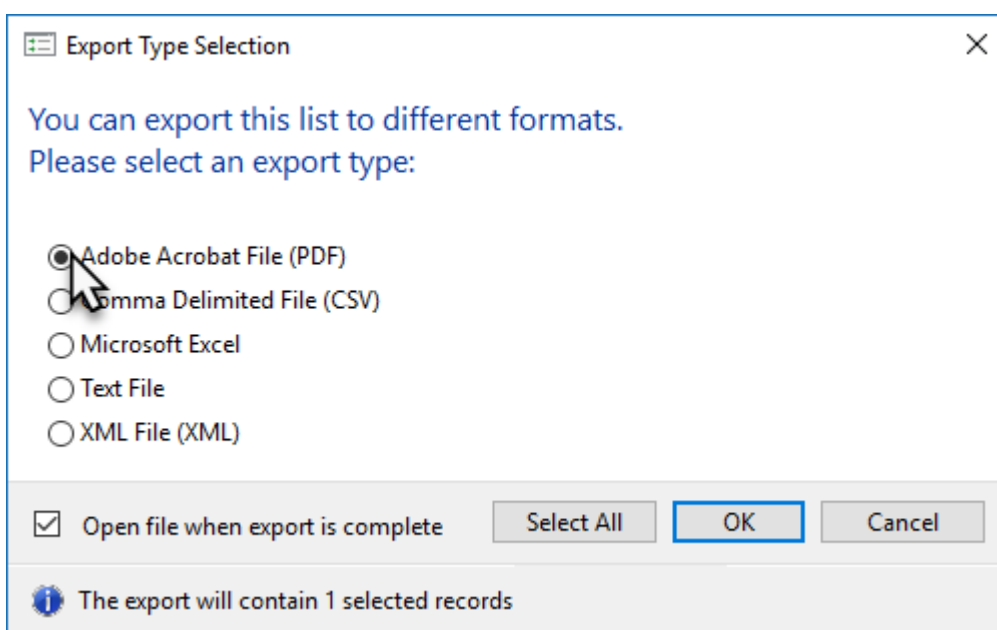 Export Type Selection
You can export this list to different formats.
Please select an export type:
Adobe Acrobat File (PDF)
Comma Delimited File (CSV)
Microsoft Excel
Text File
XML File (XML)
Open file when export is complete
Select All
OK
Cancel
The export will contain 1 selected records